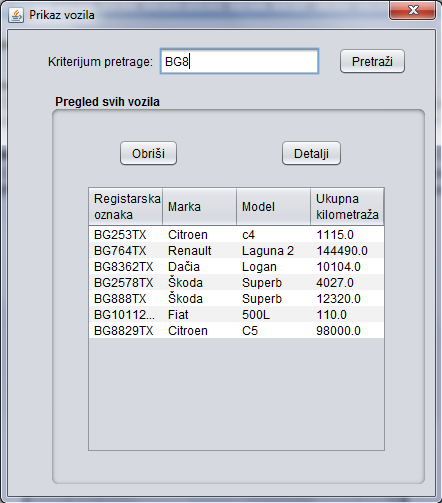 Prikaz vozila
Kriterijum pretrage: BG8 Pretraži
Pregled svih vozila
Obriši Detalji
Registarska oznaka Marka Model Ukupna kilometraža
BG253TX Citroen c4 1115.0
BG764TX Renault Laguna 2 144490.0
BG8362TX Dačia Logan 10104.0
BG2578TX Škoda Superb 4027.0
BG888TX Škoda Superb 12320.0
BG10112... Fiat 500L 110.0
BG8829TX Citroen C5 98000.0